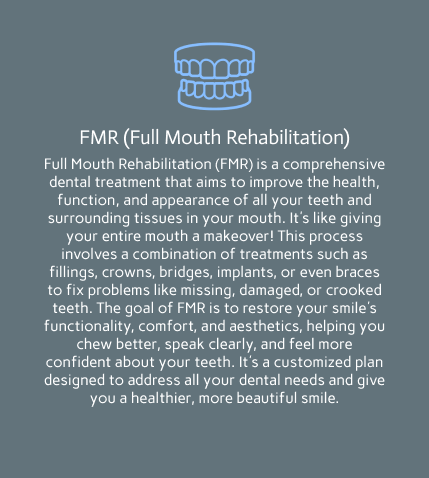 FMR (Full Mouth Rehabilitation)
Full Mouth Rehabilitation (FMR) is a comprehensive
dental treatment that aims to improve the health,
function, and appearance of all your teeth and
surrounding tissues in your mouth. It's like giving
your entire mouth a makeover! This process
involves a combination of treatments such as
fillings, crowns, bridges, implants, or even braces
to fix problems like missing, damaged, or crooked
teeth. The goal of FMR is to restore your smile's
functionality, comfort, and aesthetics, helping you
chew better, speak clearly, and feel more
confident about your teeth. It's a customized plan
designed to address all your dental needs and give
you a healthier, more beautiful smile.